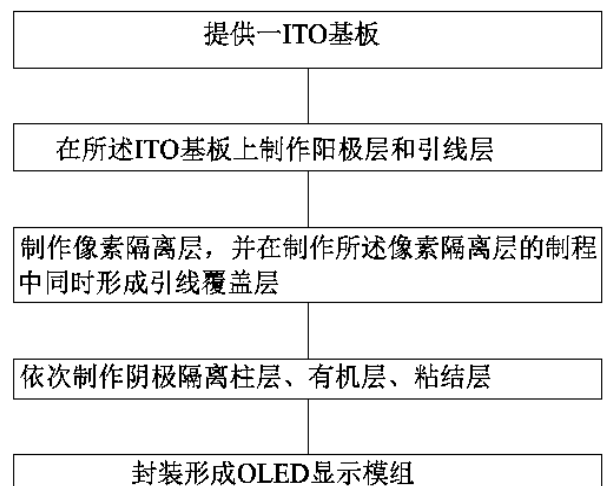 提供一ITO基板
在所述ITO基板上制作阳极层和引线层
制作像素隔离层，并在制作所述像素隔离层的制程
中同时形成引线覆盖层
依次制作阴极隔离柱层、有机层、粘结层
封装形成OLED显示模组